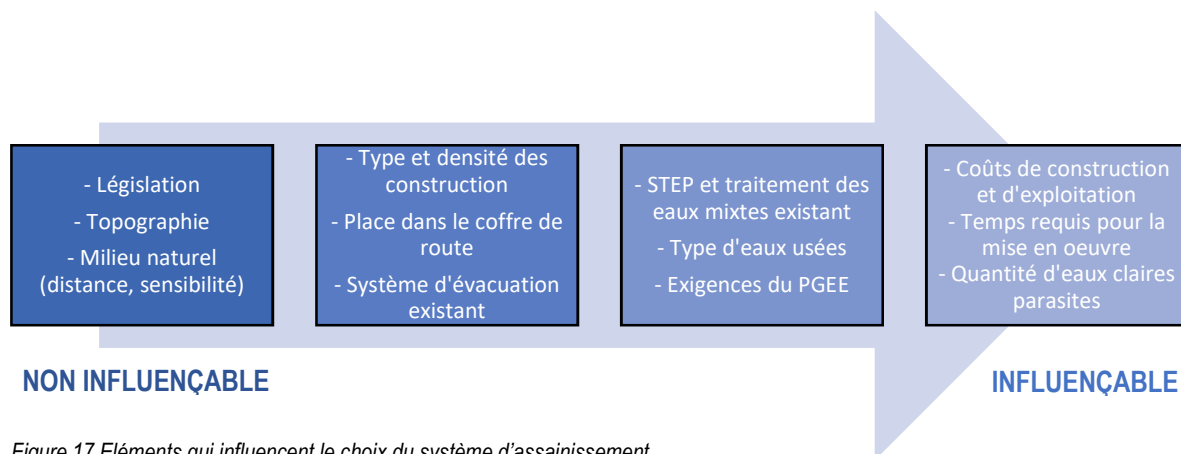 - Législation
- Topographie
- Milieu naturel
(distance, sensibilité)
- Type et densité des
construction
- Place dans le coffre de
route
- Système d'évacuation
existant
- STEP et traitement des
eaux mixtes existant
- Type d'eaux usées
- Exigences du PGEE
- Coûts de construction
et d'exploitation
- Temps requis pour la
mise en oeuvre
- Quantité d'eaux claires
parasites
NON INFLUENÇABLE
INFLUENÇABLE
Figure 17 Eléments qui influencent le choix du système d'assainissement